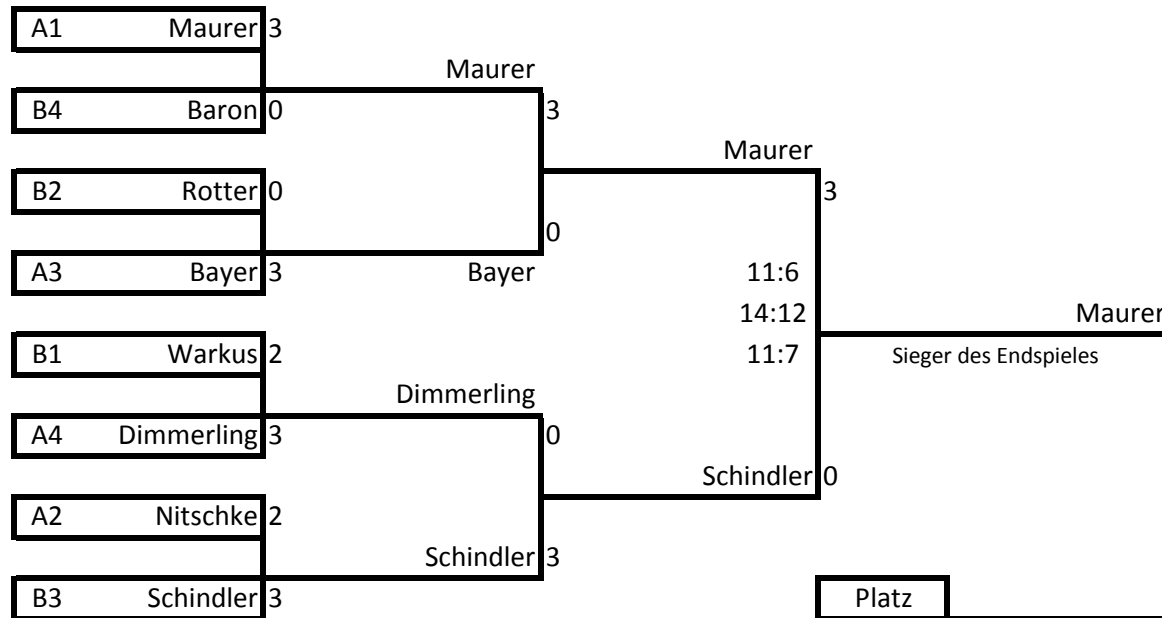 A1 Maurer 3
Maurer
B4 Baron 0 3
Maurer
B2 Rotter 0 3
0
A3 Bayer 3 Bayer 11:6
14:12 Maurer
B1 Warkus 2 11:7 Sieger des Endspieles
Dimmerling
A4 Dimmerling 3 0
Schindler 0
A2 Nitschke 2
Schindler 3
B3 Schindler 3 Platz